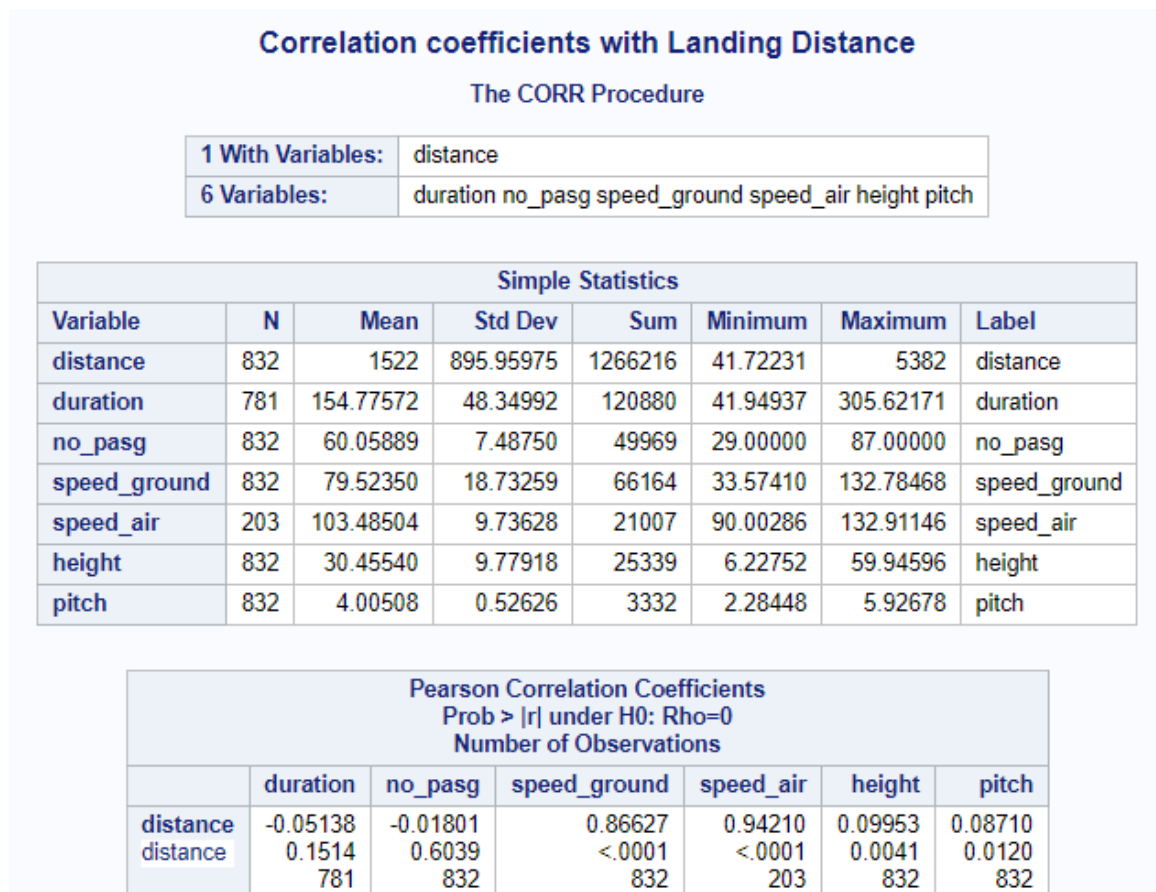 Correlation coefficients with Landing Distance
The CORR Procedure
1 With Variables: distance
6 Variables: duration no_pasg speed_ground speed_air height pitch
Simple Statistics
Variable N Mean Std Dev Sum Minimum Maximum Label
distance 832 1522 895.95975 1266216 41.72231 5382 distance
duration 781 154.77572 48.34992 120880 41.94937 305.62171 duration
no_pasg 832 60.05889 7.48750 49969 29.00000 87.00000 no_pasg
speed_ground 832 79.52350 18.73259 66164 33.57410 132.78468 speed_ground
speed_air 203 103.48504 9.73628 21007 90.00286 132.91146 speed_air
height 832 30.45540 9.77918 25339 6.22752 59.94596 height
pitch 832 4.00508 0.52626 3332 2.28448 5.92678 pitch
Pearson Correlation Coefficients
Prob > |r| under H0: Rho=0
Number of Observations
duration no_pasg speed_ground speed_air height pitch
distance -0.05138 -0.01801 0.86627 0.94210 0.09953 0.08710
distance 0.1514 0.6039 <.0001 <.0001 0.0041 0.0120
781 832 832 203 832 832